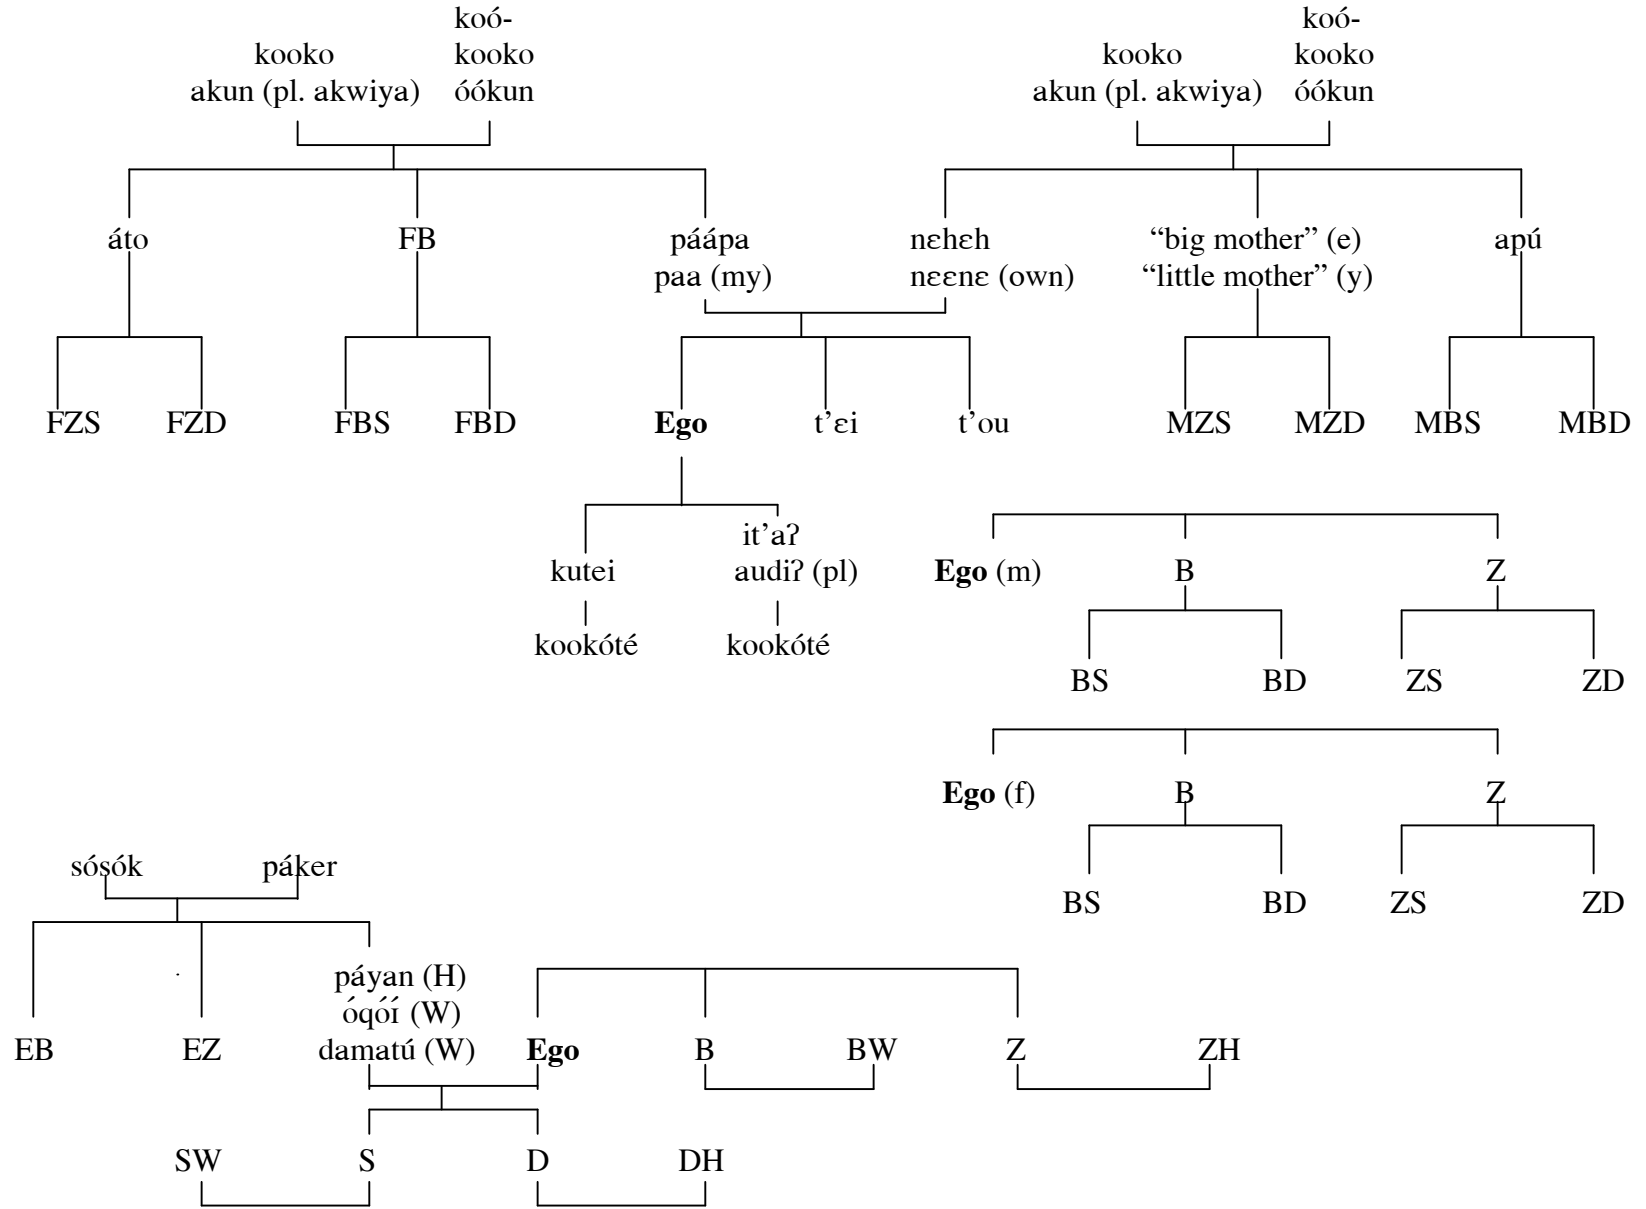 koó- koó-
kooko kooko kooko kooko
akun (pl. akwiya) óókun akun (pl. akwiya) óókun
áto FB páápa nɛhɛh “big mother” (e) apú
paa (my) nɛɛnɛ (own) “little mother” (y)
FZS FZD FBS FBD Ego t’ɛi t’ou MZS MZD MBS MBD
it’aʔ
kutei audiʔ (pl) Ego (m) B Z
kookóté kookóté
BS BD ZS ZD
Ego (f) B Z
sósók páker
BS BD ZS ZD
páyan (H)
óqóí (W)
EB EZ damatú (W) Ego B BW Z ZH
SW S D DH